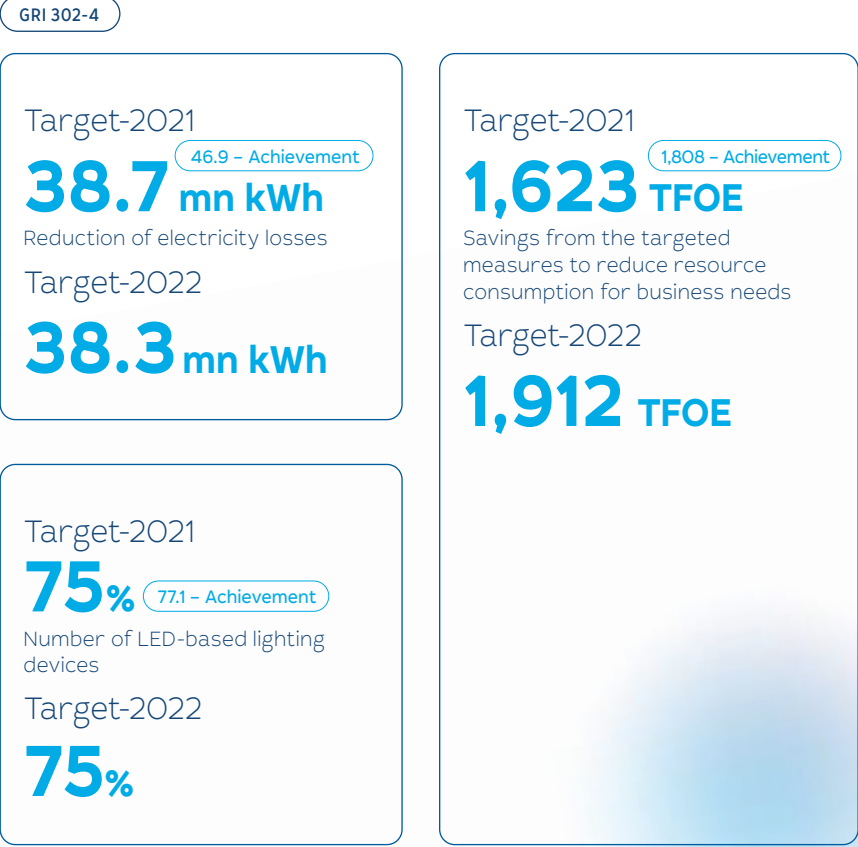 GRI 302-4
Target-2021
46.9 – Achievement
38.7 mn kWh
Reduction of electricity losses
Target-2022
38.3 mn kWh
Target-2021
75% 77.1 – Achievement
Number of LED-based lighting
devices
Target-2022
75%
Target-2021
1,808 – Achievement
1,623 TFOE
Savings from the targeted
measures to reduce resource
consumption for business needs
Target-2022
1,912 TFOE